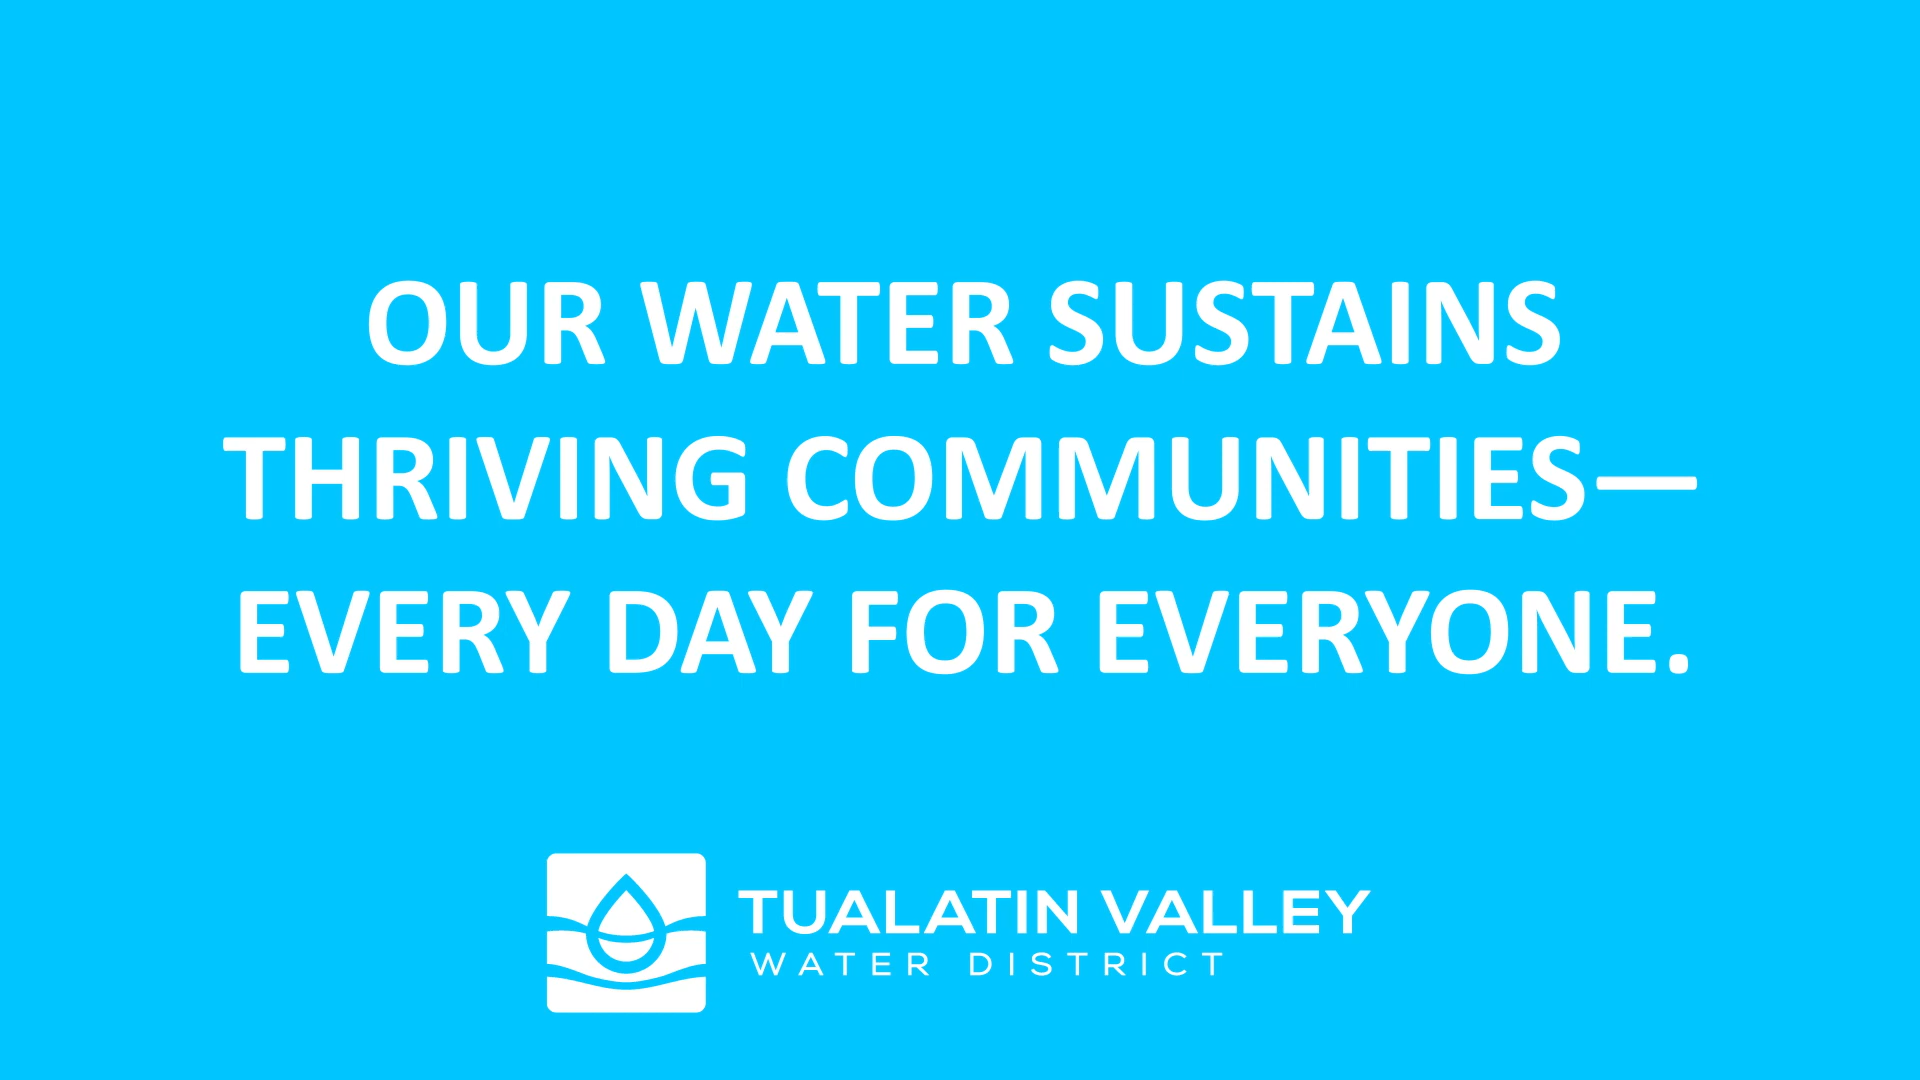 OUR WATER SUSTAINS
THRIVING COMMUNITIES—
EVERY DAY FOR EVERYONE.
TUALATIN VALLEY
WATER DISTRICT